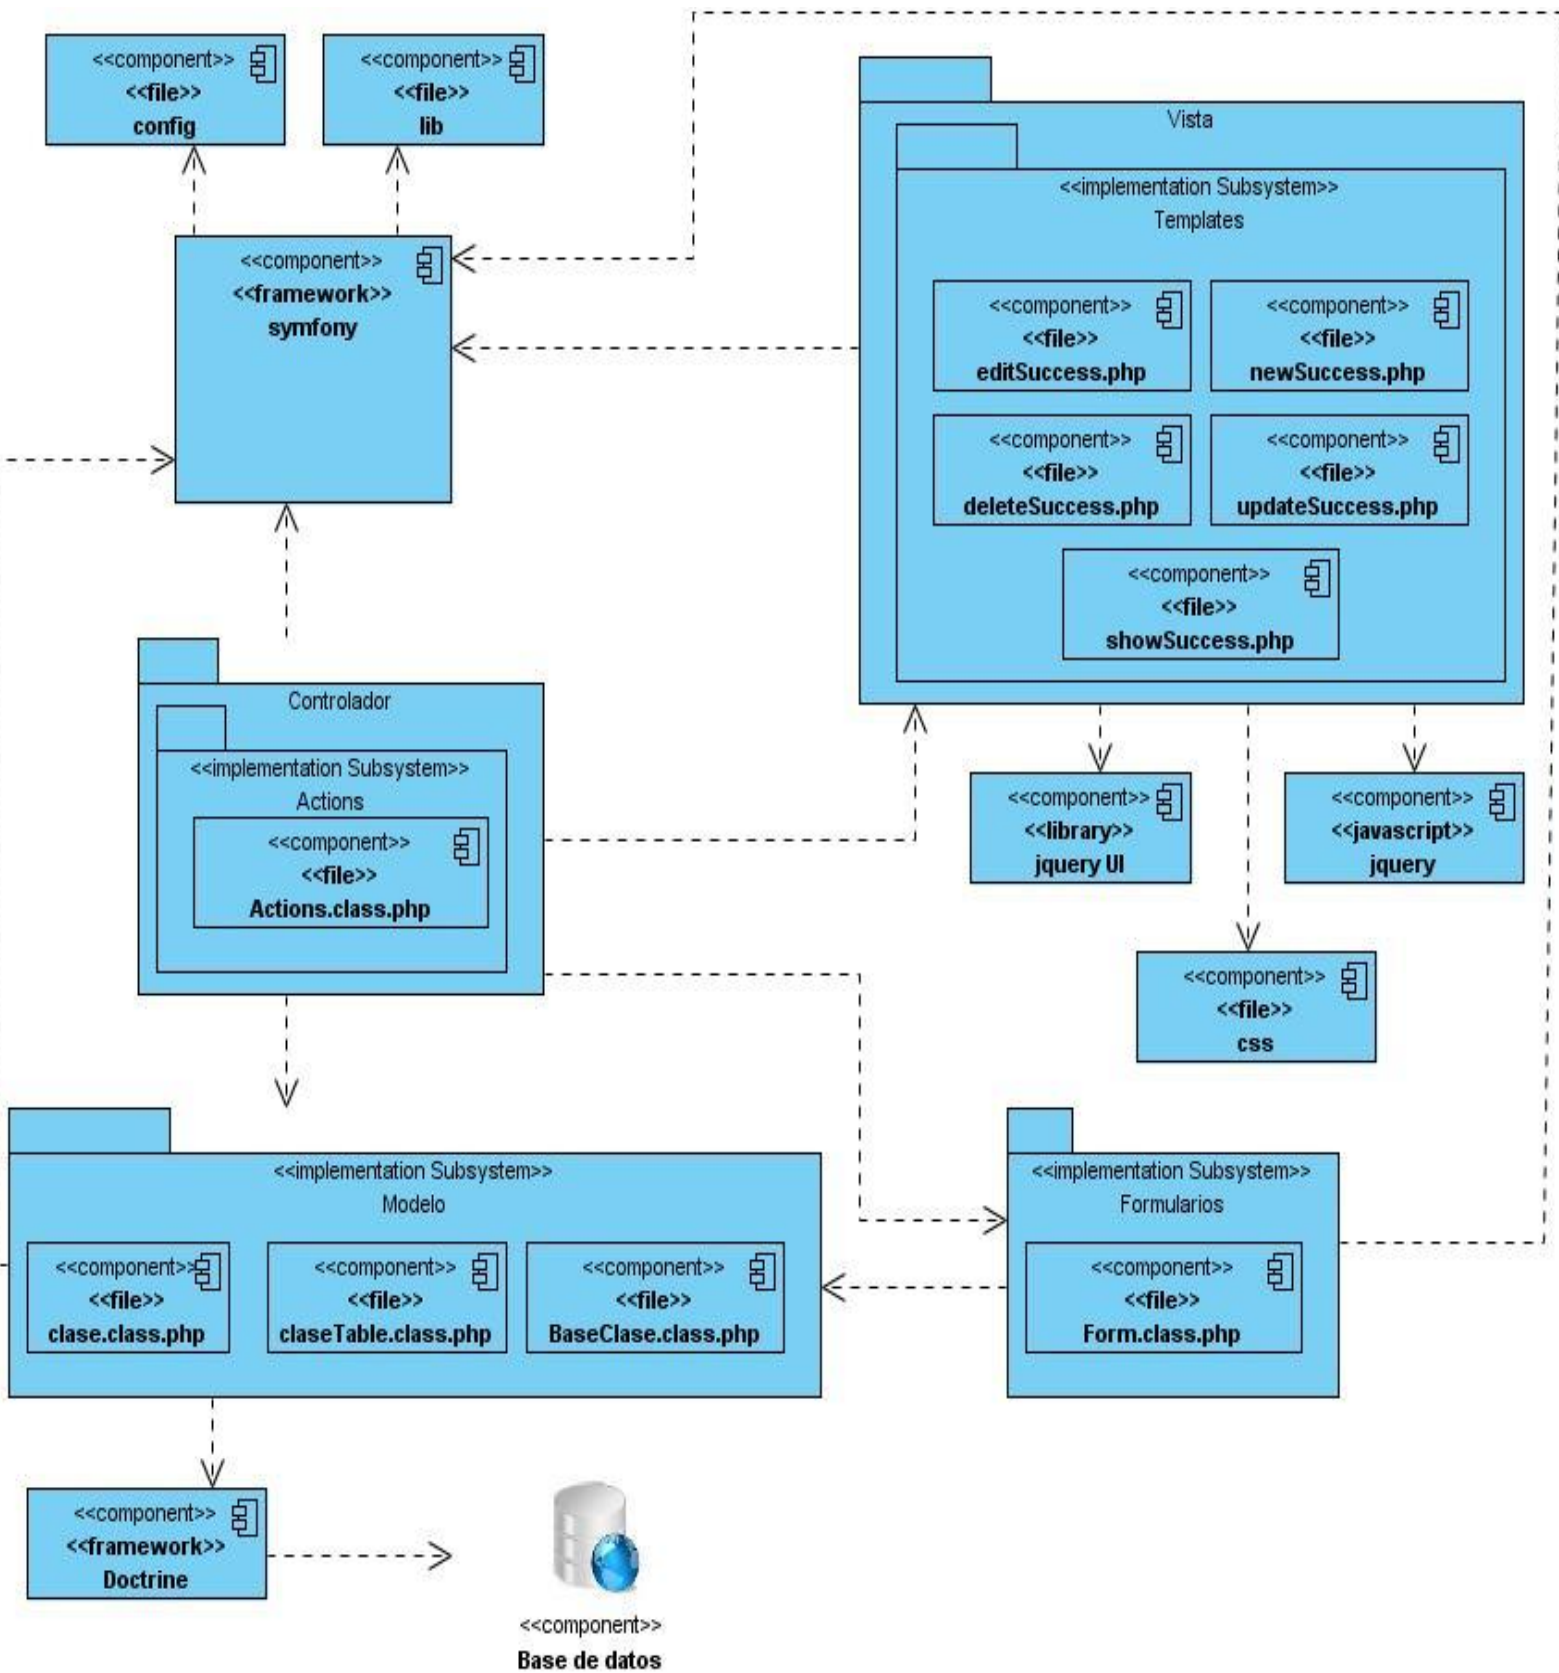 <<component>>
<<file>>
config
<<component>>
<<file>>
lib
<<component>>
<<framework>>
symfony
Vista
<<implementation Subsystem>>
Templates
<<component>>
<<file>>
editSuccess.php
<<component>>
<<file>>
newSuccess.php
<<component>>
<<file>>
deleteSuccess.php
<<component>>
<<file>>
updateSuccess.php
<<component>>
<<file>>
showSuccess.php
Controlador
<<implementation Subsystem>>
Actions
<<component>>
<<file>>
Actions.class.php
<<component>>
<<library>>
jquery UI
<<component>>
<<javascript>>
jquery
<<component>>
<<file>>
css
<<implementation Subsystem>>
Modelo
<<component>>
<<file>>
clase.class.php
<<component>>
<<file>>
claseTable.class.php
<<component>>
<<file>>
BaseClase.class.php
<<implementation Subsystem>>
Formularios
<<component>>
<<file>>
Form.class.php
<<component>>
<<framework>>
Doctrine
<<component>>
Base de datos